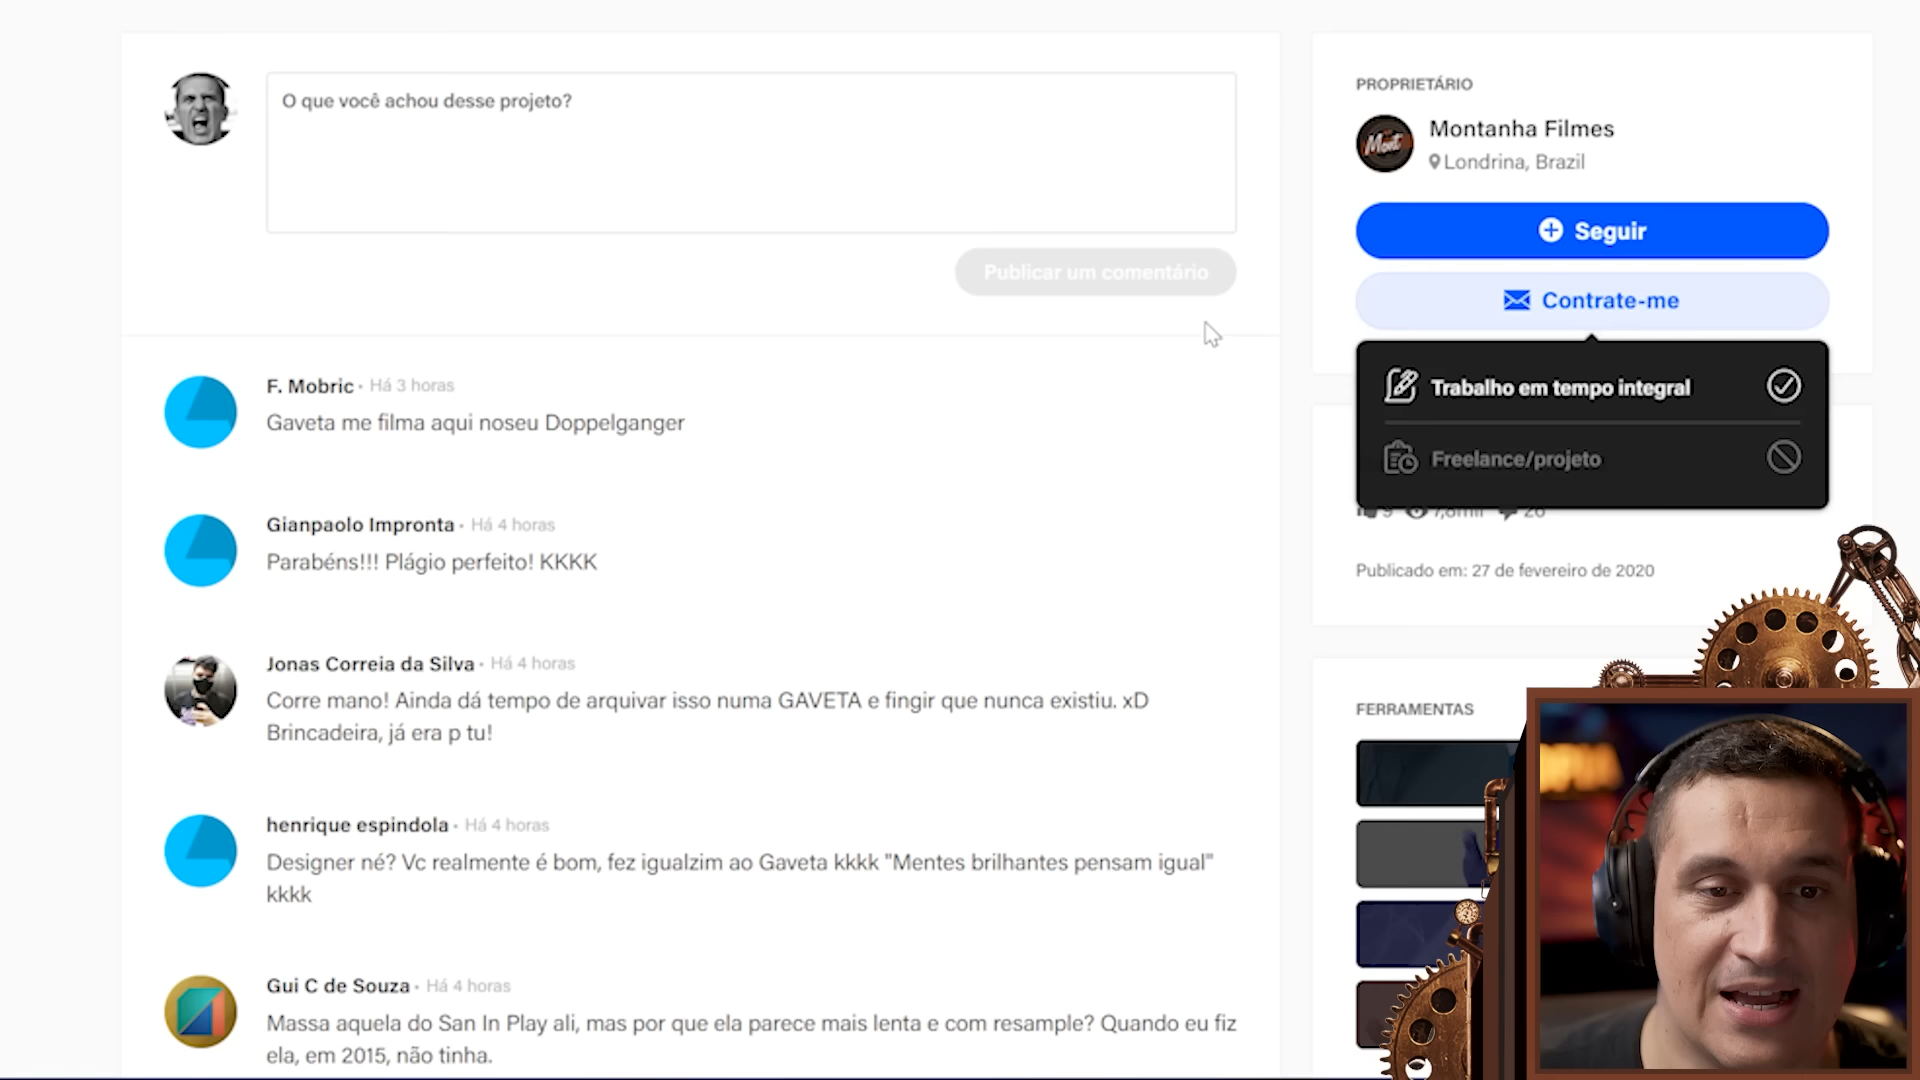 O que você achou desse projeto?
Publicar um comentário
F. Mobric • Há 3 horas
Gaveta me filma aqui noseu Doppelganger
Gianpaolo Impronta • Há 4 horas
Parabéns!!! Plágio perfeito! KKKK
Jonas Correia da Silva • Há 4 horas
Corre mano! Ainda dá tempo de arquivar isso numa GAVETA e fingir que nunca existiu. xD
Brincadeira, já era p tu!
henrique espindola • Há 4 horas
Designer né? Vc realmente é bom, fez igualzim ao Gaveta kkkk "Mentes brilhantes pensam igual"
kkkk
Gui C de Souza • Há 4 horas
Massa aquela do San In Play ali, mas por que ela parece mais lenta e com resample? Quando eu fiz
ela, em 2015, não tinha.
PROPRIETÁRIO
Mont
Montanha Filmes
Londrina, Brazil
Seguir
Contrate-me
Trabalho em tempo integral
Freelance/projeto
9 7,8mil 26
Publicado em: 27 de fevereiro de 2020
FERRAMENTAS